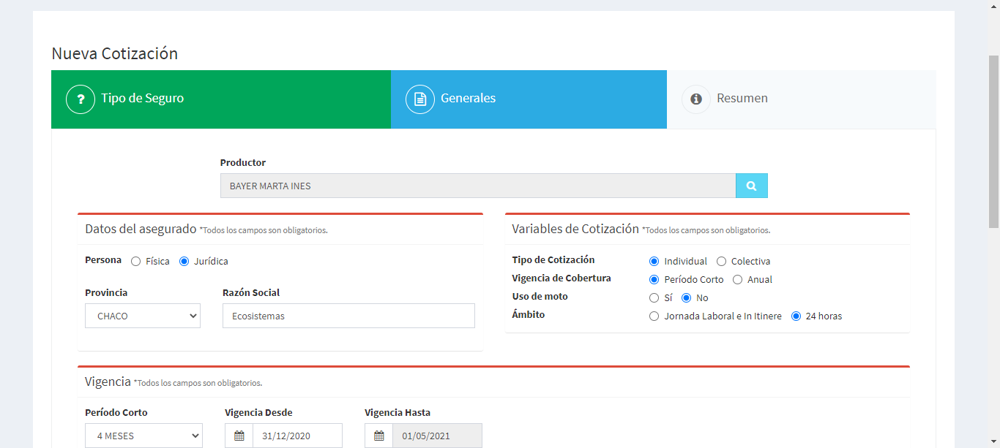 Nueva Cotización
? Tipo de Seguro
Generales
Resumen
Productor
BAYER MARTA INES
Datos del asegurado *Todos los campos son obligatorios.
Persona Física Jurídica
Provincia Razón Social
CHACO Ecosistemas
Variables de Cotización *Todos los campos son obligatorios.
Tipo de Cotización Individual Colectiva
Vigencia de Cobertura Período Corto Anual
Uso de moto Sí No
Ámbito Jornada Laboral e In Itinere 24 horas
Vigencia *Todos los campos son obligatorios.
Período Corto Vigencia Desde Vigencia Hasta
4 MESES 31/12/2020 01/05/2021